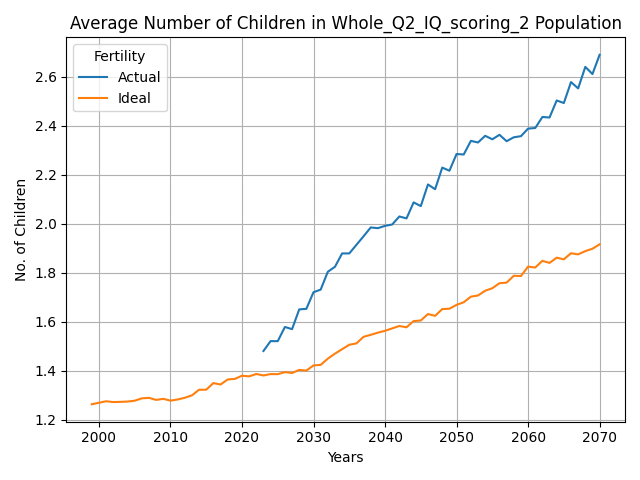 Average Number of Children in Whole_Q2_IQ_scoring_2 Population
Fertility
Actual
Ideal
No. of Children
2.6
2.4
2.2
2.0
1.8
1.6
1.4
1.2
2000 2010 2020 2030 2040 2050 2060 2070
Years